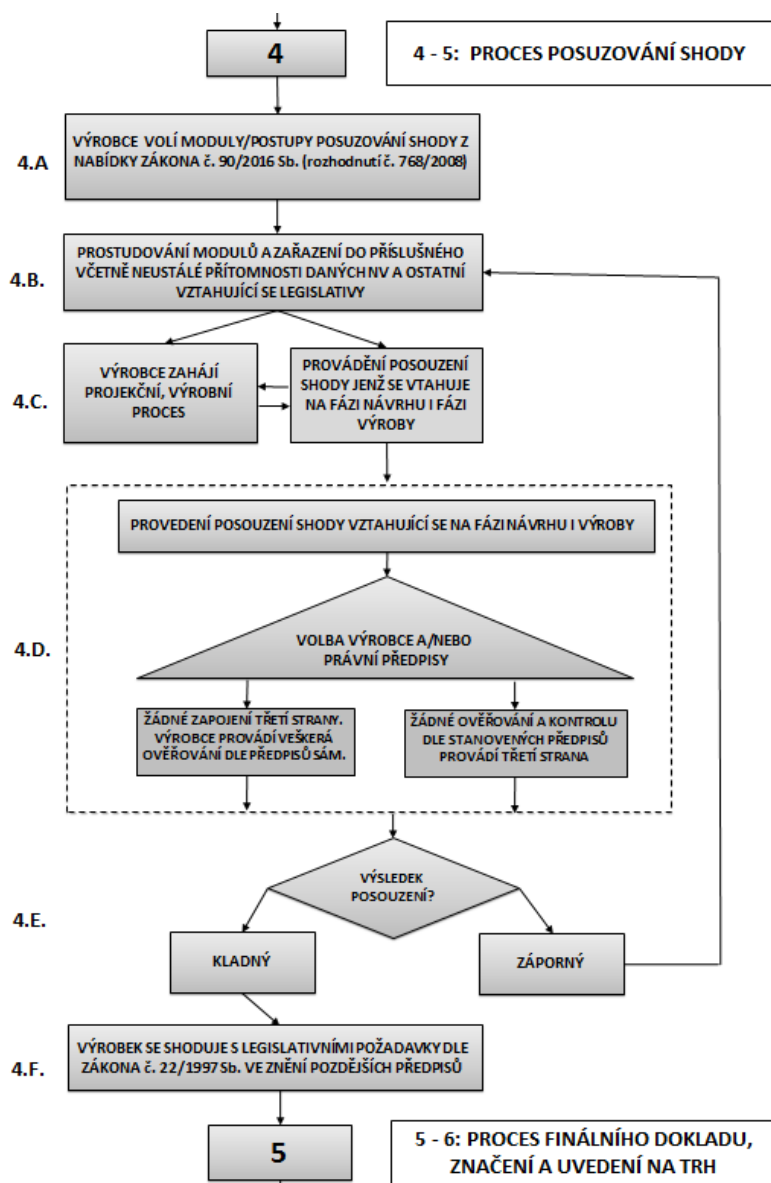 4
4 - 5: PROCES POSUZOVÁNÍ SHODY
4.A
VÝROBCE VOLÍ MODULY/POSTUPY POSUZOVÁNÍ SHODY Z
NABÍDKY ZÁKONA č. 90/2016 Sb. (rozhodnutí č. 768/2008)
4.B.
PROSTUDOVÁNÍ MODULŮ A ZAŘAZENÍ DO PŘÍSLUŠNÉHO
VČETNĚ NEUSTÁLÉ PŘÍTOMNOSTI DANÝCH NV A OSTATNÍ
VZTAHUJÍCÍ SE LEGISLATIVY
4.C.
VÝROBCE ZAHÁJÍ
PROJEKČNÍ, VÝROBNÍ
PROCES
PROVÁDĚNÍ POSOUZENÍ
SHODY JENŽ SE VTAHUJE
NA FÁZI NÁVRHU I FÁZI
VÝROBY
4.D.
PROVEDENÍ POSOUZENÍ SHODY VZTAHUJÍCÍ SE NA FÁZI NÁVRHU I VÝROBY
VOLBA VÝROBCE A/NEBO
PRÁVNÍ PŘEDPISY
ŽÁDNÉ ZAPOJENÍ TŘETÍ STRANY.
VÝROBCE PROVÁDÍ VEŠKERÁ
OVĚŘOVÁNÍ DLE PŘEDPISŮ SÁM.
ŽÁDNÉ OVĚŘOVÁNÍ A KONTROLU
DLE STANOVENÝCH PŘEDPISŮ
PROVÁDÍ TŘETÍ STRANA
4.E.
VÝSLEDEK
POSOUZENÍ?
KLADNÝ
ZÁPORNÝ
4.F.
VÝROBEK SE SHODUJE S LEGISLATIVNÍMI POŽADAVKY DLE
ZÁKONA č. 22/1997 Sb. VE ZNĚNÍ POZDĚJŠÍCH PŘEDPISŮ
5
5 - 6: PROCES FINÁLNÍHO DOKLADU,
ZNAČENÍ A UVEDENÍ NA TRH